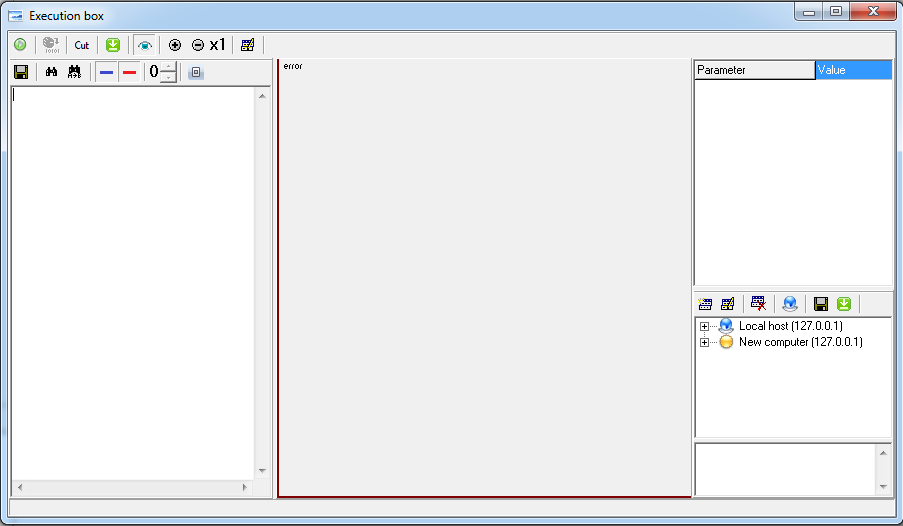 Execution box
Cut
x1
0
error
Parameter Value
Local host (127.0.0.1)
New computer (127.0.0.1)